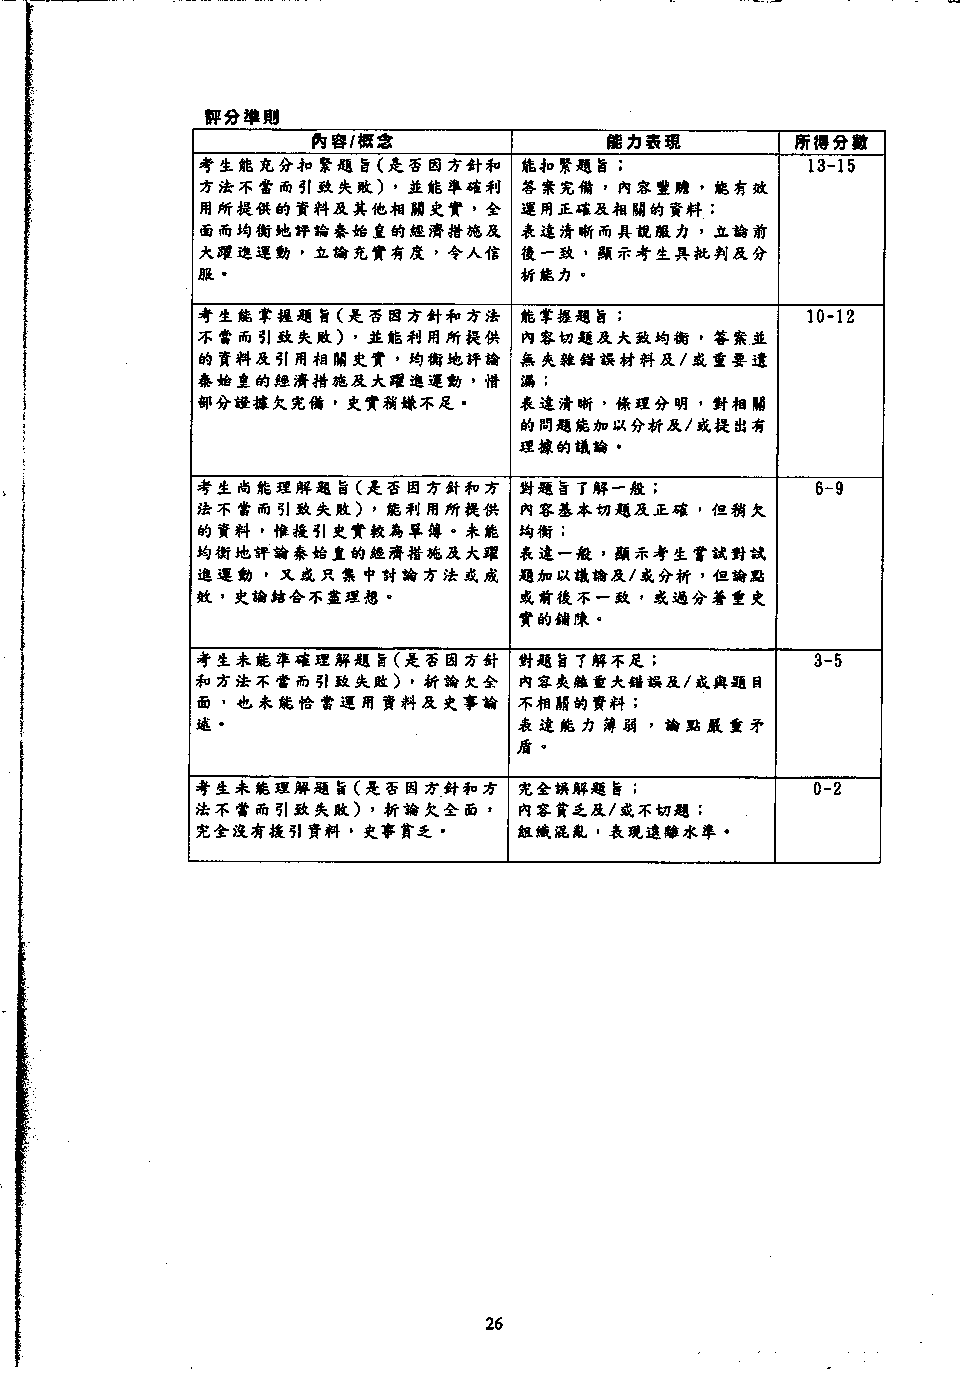 評分準則
內容/概念
能力表現
所得分數
考生能充分扣緊題旨(是否因方針和
方法不當而引致失敗)，並能準確利
用所提供的資料及其他相關史實，全
面而均衡地評論秦始皇的經濟措施及
大躍進運動，立論充實有度，令人信
服。
能扣緊題旨；
答案完備，內容豐贍，能有效
運用正確及相關的資料；
表達清晰而具說服力，立論前
後一致，顯示考生具批判及分
析能力。
13-15
考生能掌握題旨(是否因方針和方法
不當而引致失敗)，並能利用所提供
的資料及引用相關史實，均衡地評論
秦始皇的經濟措施及大躍進運動，惜
部分證據欠完備，史實稍嫌不足。
能掌握題旨；
內容切題及大致均衡，答案並
無夾雜錯誤材料及/或重要遺
漏；
表達清晰，條理分明，對相關
的問題能加以分析及/或提出有
理據的議論。
10-12
考生尚能理解題旨(是否因方針和方
法不當而引致失敗)，能利用所提供
的資料，惟援引史實較為單薄。未能
均衡地評論秦始皇的經濟措施及大躍
進運動，又或只集中討論方法或成
效，史論結合不盡理想。
對題旨了解一般；
內容基本切題及正確，但稍欠
均衡；
表達一般，顯示考生嘗試對試
題加以議論及/或分析，但論點
或前後不一致，或過分著重史
實的鋪陳。
6-9
考生未能準確理解題旨(是否因方針
和方法不當而引致失敗)，析論欠全
面，也未能恰當運用資料及史事論
述。
對題旨了解不足；
內容夾雜重大錯誤及/或與題目
不相關的資料；
表達能力薄弱，論點嚴重矛
盾。
3-5
考生未能理解題旨(是否因方針和方
法不當而引致失敗)，析論欠全面，
完全沒有援引資料，史事貧乏。
完全誤解題旨；
內容貧乏及/或不切題；
組織混亂，表現遠離水準。
0-2
26